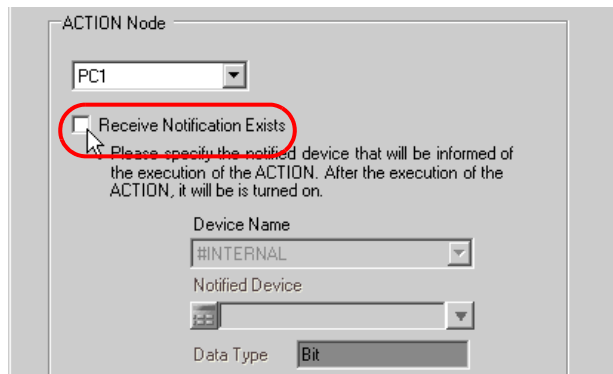 ACTION Node
PC1
Receive Notification Exists
Please specify the notified device that will be informed of
the execution of the ACTION. After the execution of the
ACTION, it will be is turned on.
Device Name
#INTERNAL
Notified Device
Data Type Bit